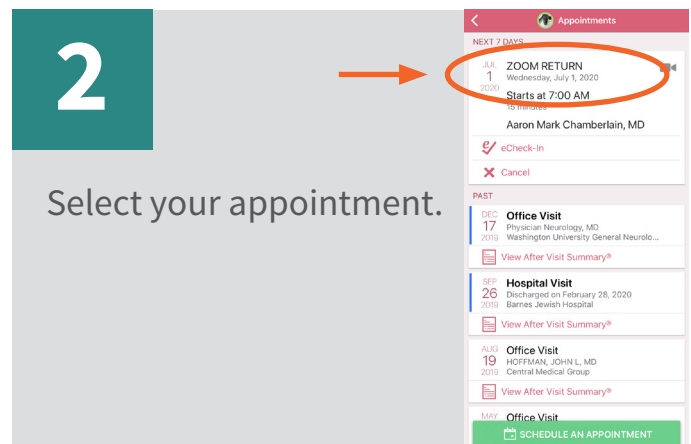 2
Select your appointment.
Appointments
NEXT 7 DAYS
JUL
1
2020
ZOOM RETURN
Wednesday, July 1, 2020
Starts at 7:00 AM
15 minutes
Aaron Mark Chamberlain, MD
eCheck-In
Cancel
PAST
DEC
17
2019
Office Visit
Physician Neurology, MD
Washington University General Neurolo...
View After Visit Summary®
SEP
26
2019
Hospital Visit
Discharged on February 28, 2020
Barnes Jewish Hospital
View After Visit Summary®
AUG
19
2019
Office Visit
HOFFMAN, JOHN L, MD
Central Medical Group
View After Visit Summary®
MAY
Office Visit
SCHEDULE AN APPOINTMENT